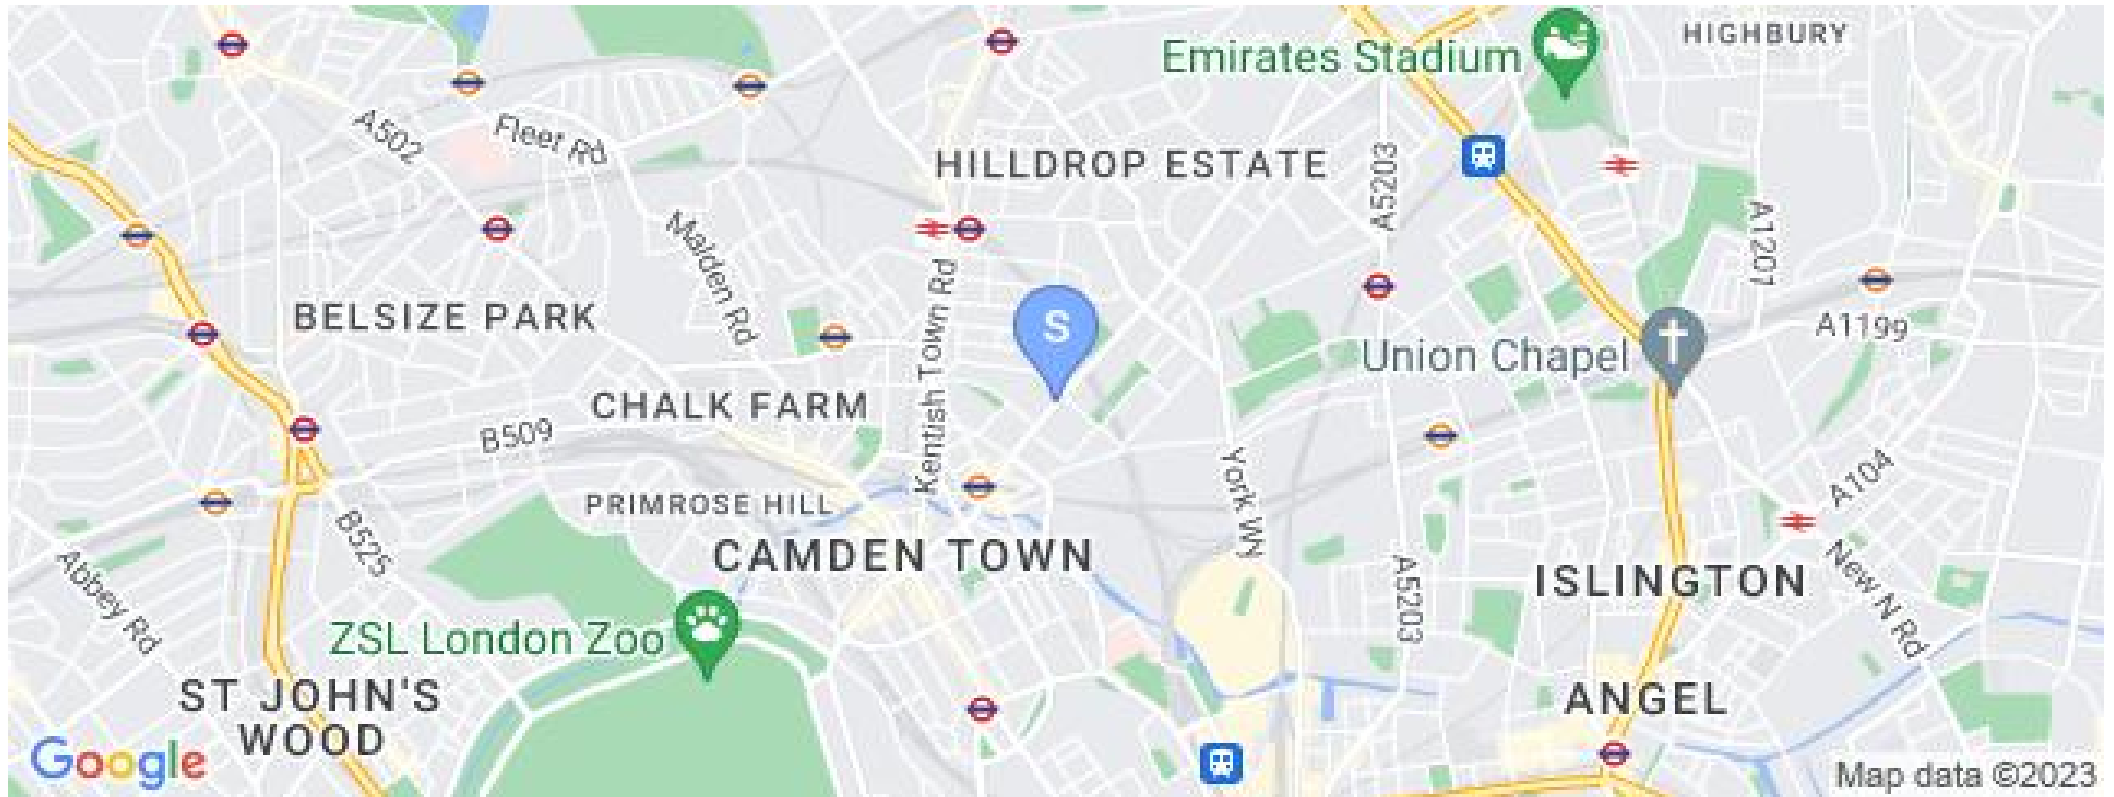 HIGHBURY
Emirates Stadium
A502
Fleet Rd
HILLDROP ESTATE
A5203
A1201
Malden Rd
BELSIZE PARK
Kentish Town Rd
S
A1199
Union Chapel
CHALK FARM
B509
York Wy
A104
PRIMROSE HILL
B525
CAMDEN TOWN
Abbey Rd
A5203
ISLINGTON
New N Rd
ZSL London Zoo
ST JOHN'S
WOOD
ANGEL
Google
Map data ©2023